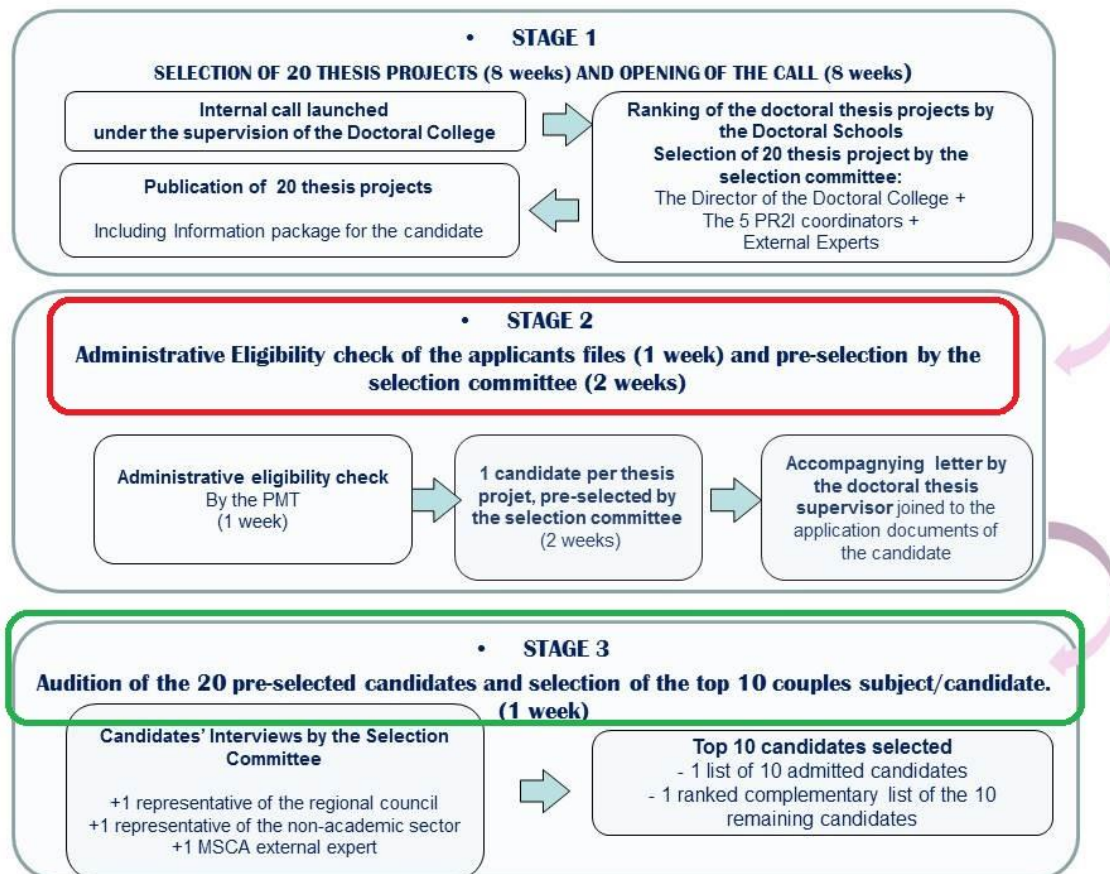 • STAGE 1
SELECTION OF 20 THESIS PROJECTS (8 weeks) AND OPENING OF THE CALL (8 weeks)
Internal call launched
under the supervision of the Doctoral College
Ranking of the doctoral thesis projects by
the Doctoral Schools
Selection of 20 thesis project by the
selection committee:
The Director of the Doctoral College +
The 5 PR2I coordinators +
External Experts
Publication of 20 thesis projects
Including Information package for the candidate
• STAGE 2
Administrative Eligibility check of the applicants files (1 week) and pre-selection by the
selection committee (2 weeks)
Administrative eligibility check
By the PMT
(1 week)
1 candidate per thesis
projet, pre-selected by
the selection committee
(2 weeks)
Accompagnying letter by
the doctoral thesis
supervisor joined to the
application documents of
the candidate
• STAGE 3
Audition of the 20 pre-selected candidates and selection of the top 10 couples subject/candidate.
(1 week)
Candidates' Interviews by the Selection
Committee
+1 representative of the regional council
+1 representative of the non-academic sector
+1 MSCA external expert
Top 10 candidates selected
- 1 list of 10 admitted candidates
- 1 ranked complementary list of the 10
remaining candidates